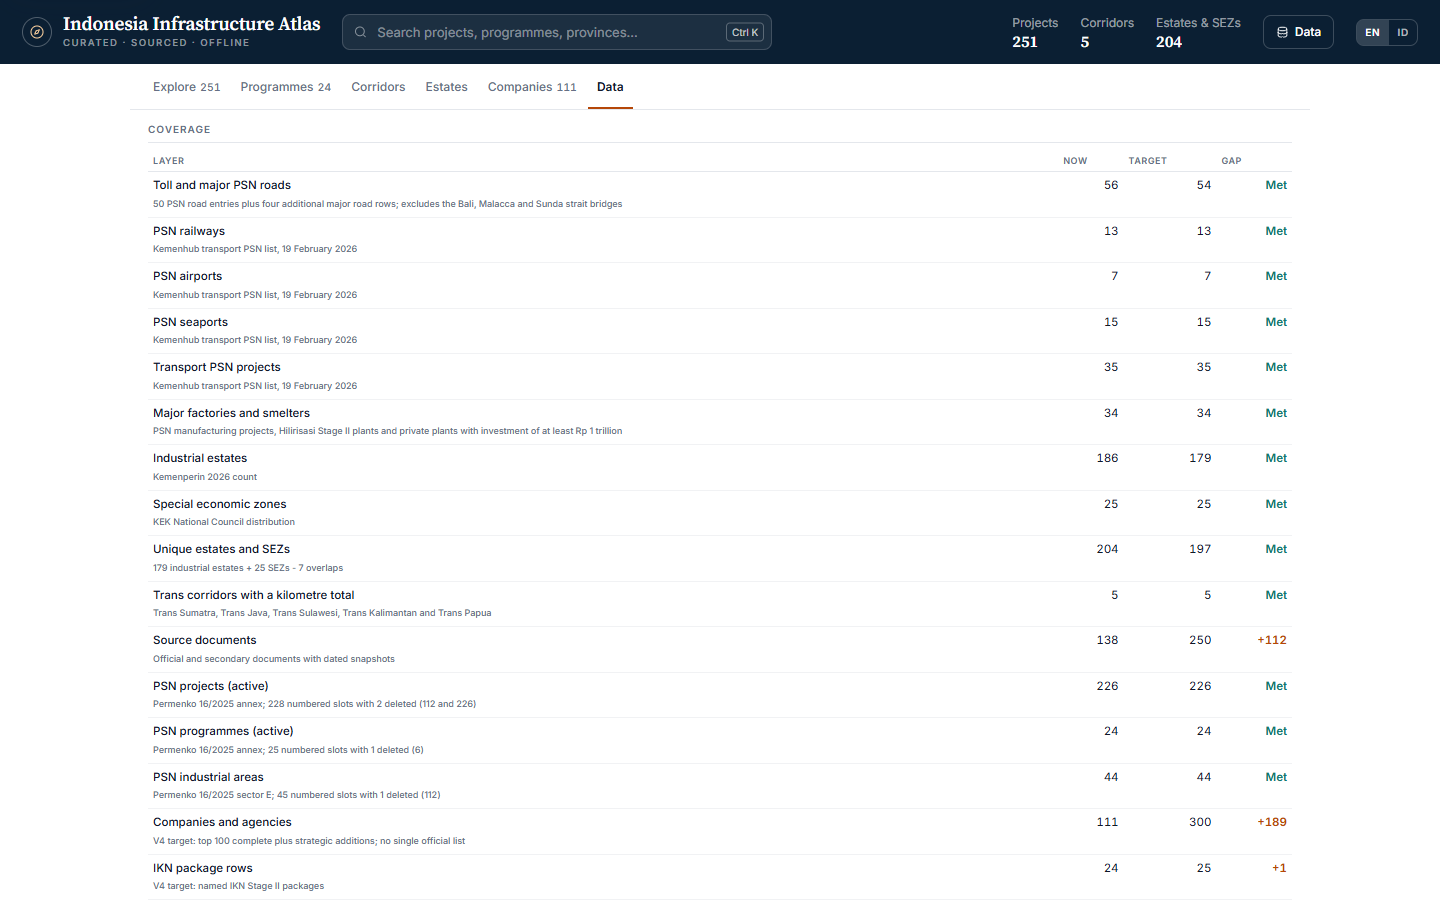 Indonesia Infrastructure Atlas
CURATED · SOURCED · OFFLINE
Search projects, programmes, provinces...
Ctrl K
Projects
251
Corridors
5
Estates & SEZs
204
Data
EN ID
Explore 251 Programmes 24 Corridors Estates Companies 111 Data
COVERAGE
LAYER NOW TARGET GAP
Toll and major PSN roads 56 54 Met
50 PSN road entries plus four additional major road rows; excludes the Bali, Malacca and Sunda strait bridges
PSN railways 13 13 Met
Kemenhub transport PSN list, 19 February 2026
PSN airports 7 7 Met
Kemenhub transport PSN list, 19 February 2026
PSN seaports 15 15 Met
Kemenhub transport PSN list, 19 February 2026
Transport PSN projects 35 35 Met
Kemenhub transport PSN list, 19 February 2026
Major factories and smelters 34 34 Met
PSN manufacturing projects, Hilirisasi Stage II plants and private plants with investment of at least Rp 1 trillion
Industrial estates 186 179 Met
Kemenperin 2026 count
Special economic zones 25 25 Met
KEK National Council distribution
Unique estates and SEZs 204 197 Met
179 industrial estates + 25 SEZs - 7 overlaps
Trans corridors with a kilometre total 5 5 Met
Trans Sumatra, Trans Java, Trans Sulawesi, Trans Kalimantan and Trans Papua
Source documents 138 250 +112
Official and secondary documents with dated snapshots
PSN projects (active) 226 226 Met
Permenko 16/2025 annex; 228 numbered slots with 2 deleted (112 and 226)
PSN programmes (active) 24 24 Met
Permenko 16/2025 annex; 25 numbered slots with 1 deleted (6)
PSN industrial areas 44 44 Met
Permenko 16/2025 sector E; 45 numbered slots with 1 deleted (112)
Companies and agencies 111 300 +189
V4 target: top 100 complete plus strategic additions; no single official list
IKN package rows 24 25 +1
V4 target: named IKN Stage II packages